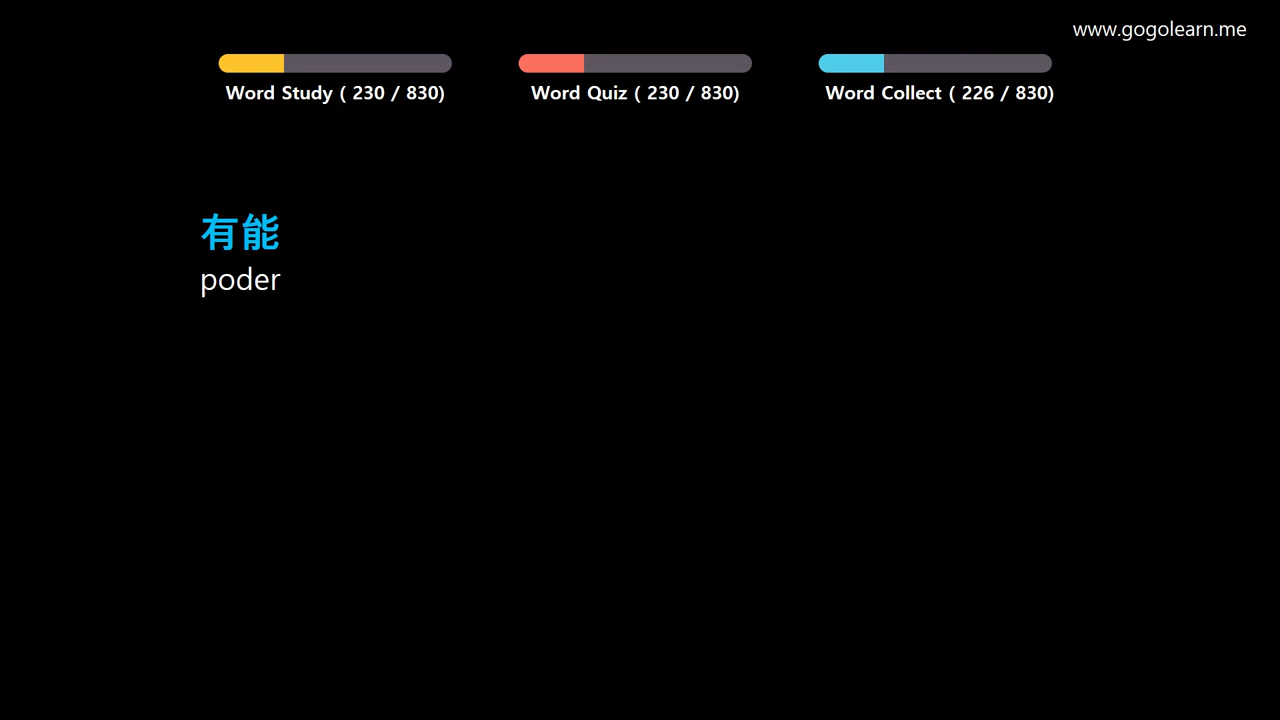 www.gogolearn.me
Word Study ( 230 / 830)
Word Quiz ( 230 / 830)
Word Collect ( 226 / 830)
有能
poder